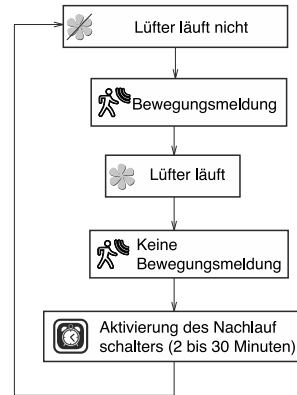 Lüfter läuft nicht
Bewegungsmeldung
Lüfter läuft
Keine
Bewegungsmeldung
Aktivierung des Nachlauf
schalters (2 bis 30 Minuten)